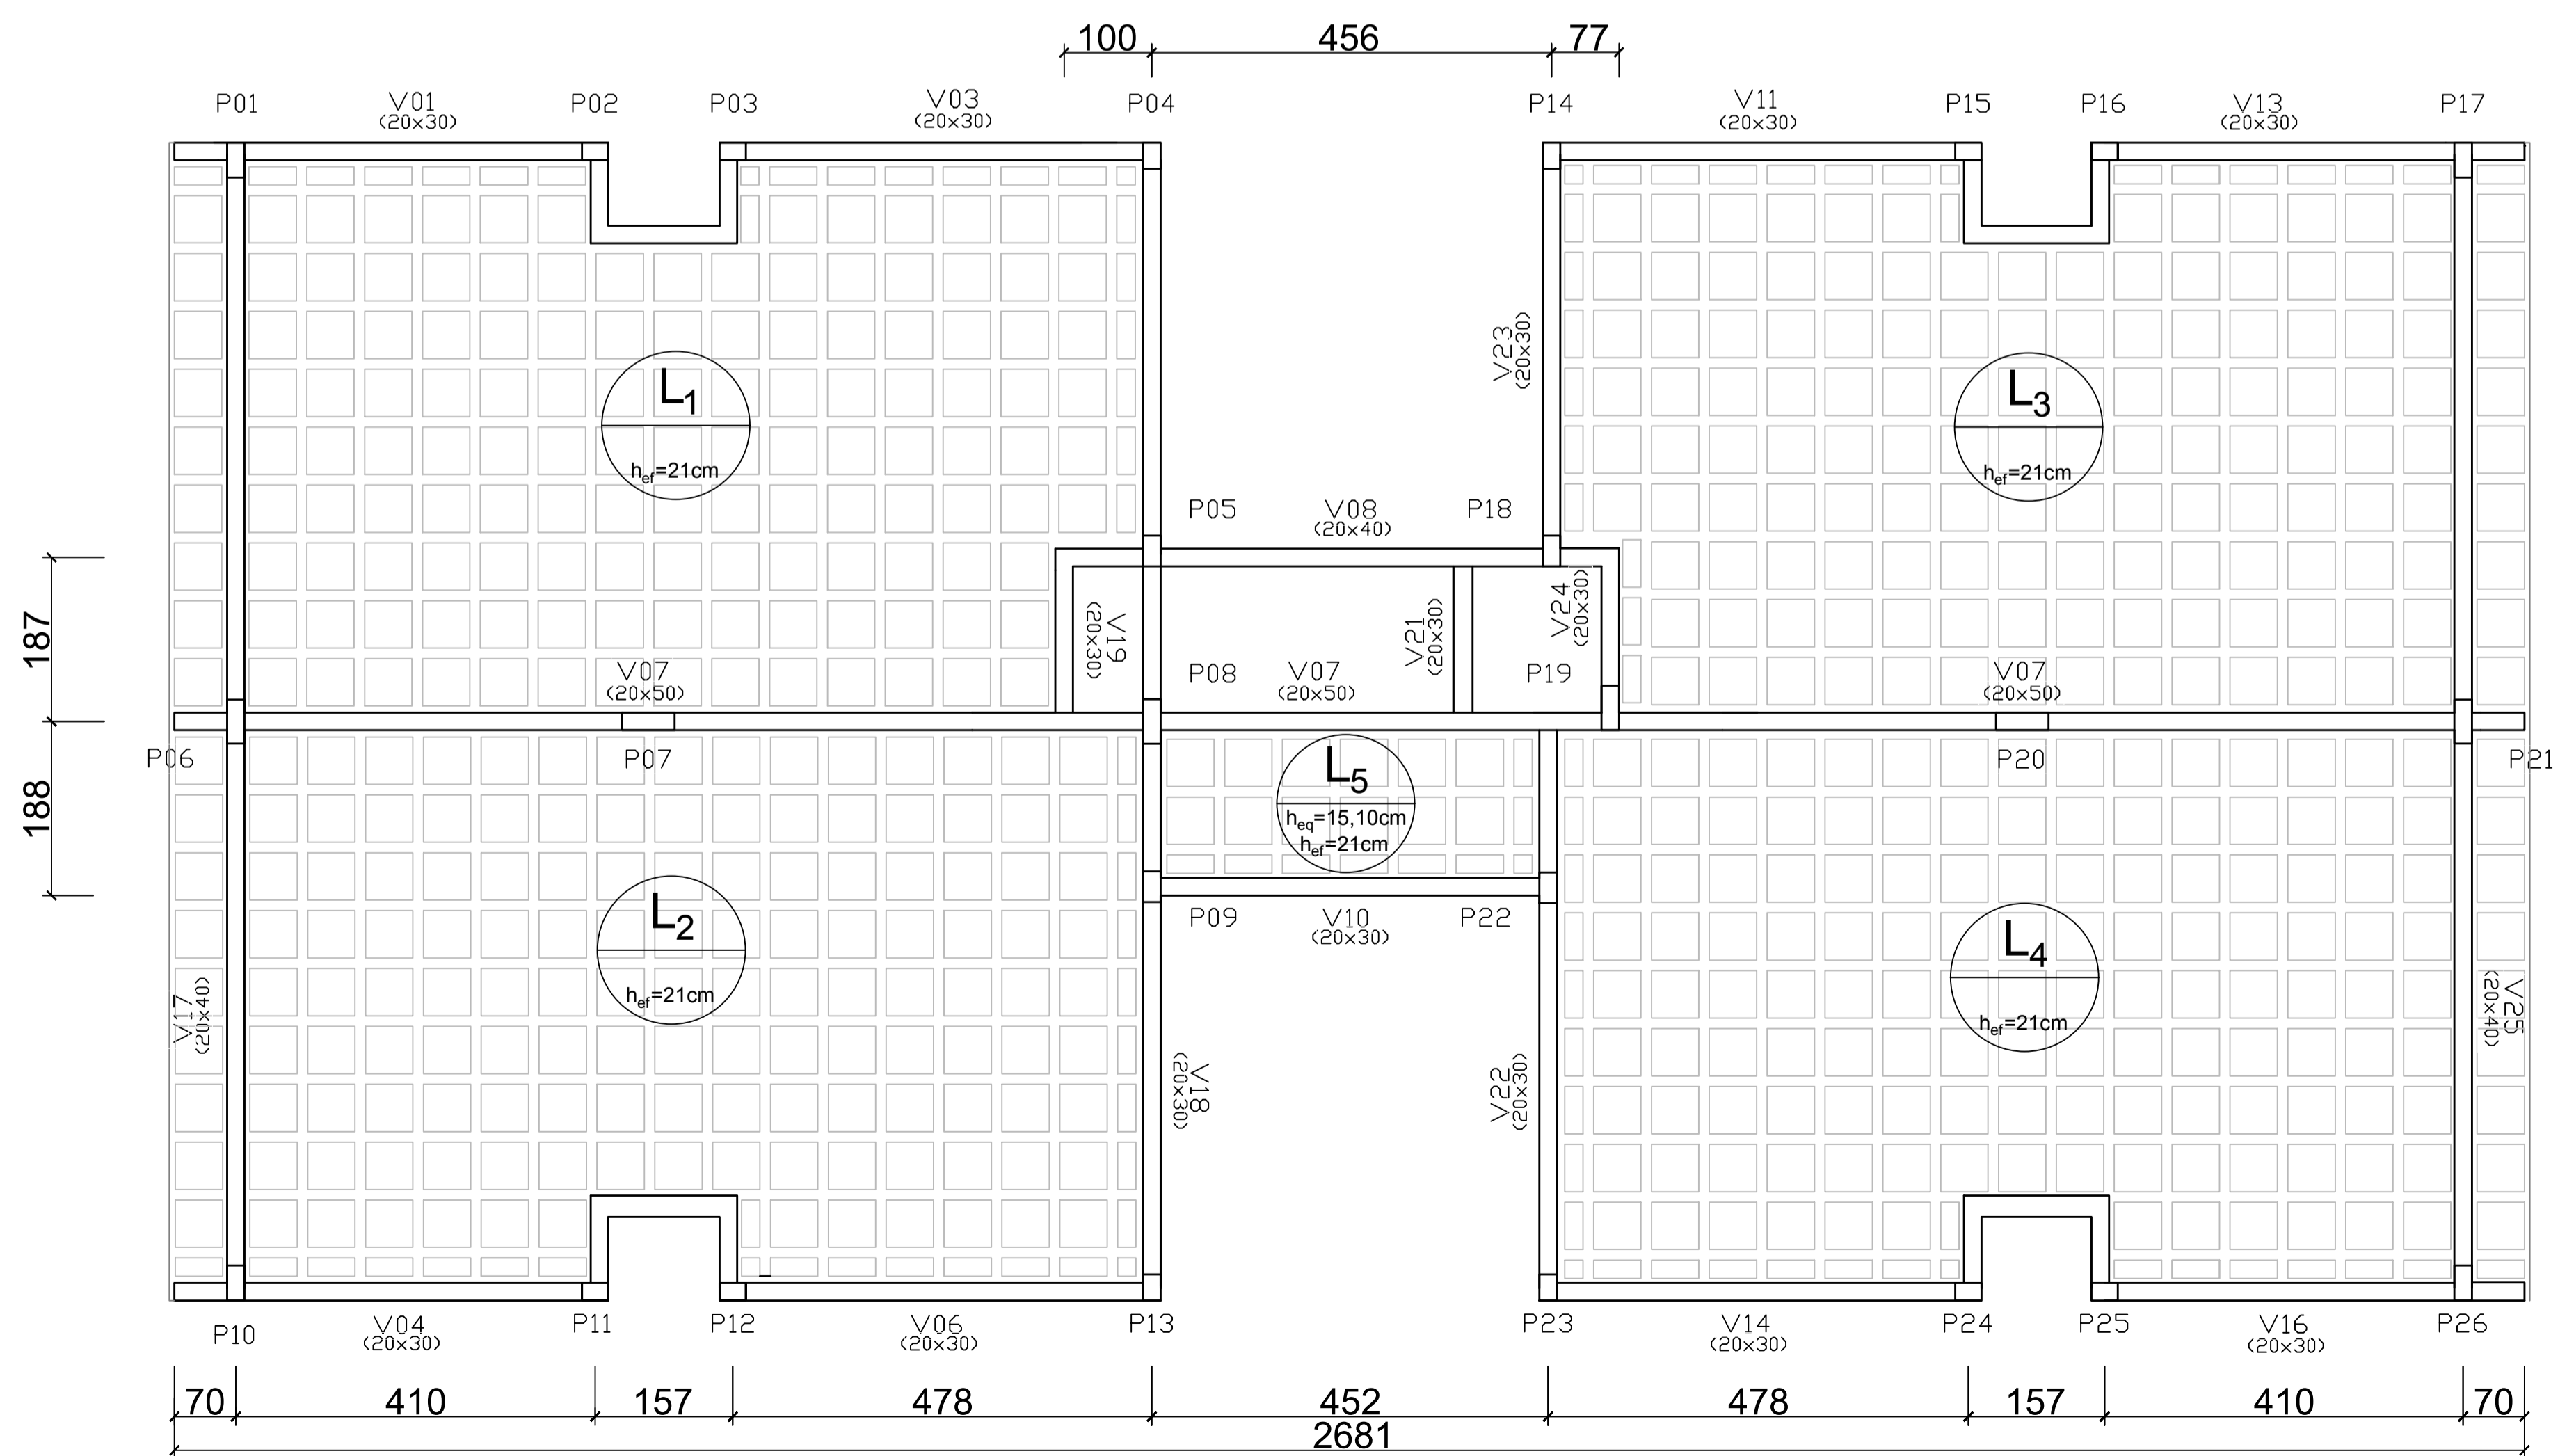 100 456 77
P01 V01 P02 P03 V03 P04 P14 V11 P15 P16 V13 P17
(20x30) (20x30) (20x30) (20x30)
V23
(20x30)
L1
hef=21cm
L3
hef=21cm
P05 V08 P18
(20x40)
187
V19
(20x30)
V21
(20x30)
V24
(20x30)
V07
(20x50)
P08 V07 P19
(20x50)
V07
(20x50)
P06 P07 P20 P21
188
L5
heq=15,10cm
hef=21cm
L2
hef=21cm
L4
hef=21cm
P09 V10 P22
(20x30)
V17
(20x40)
V18
(20x30)
V22
(20x30)
V25
(20x40)
P10 V04 P11 P12 V06 P13 P23 V14 P24 P25 V16 P26
(20x30) (20x30) (20x30) (20x30)
70 410 157 478 452 478 157 410 70
2681